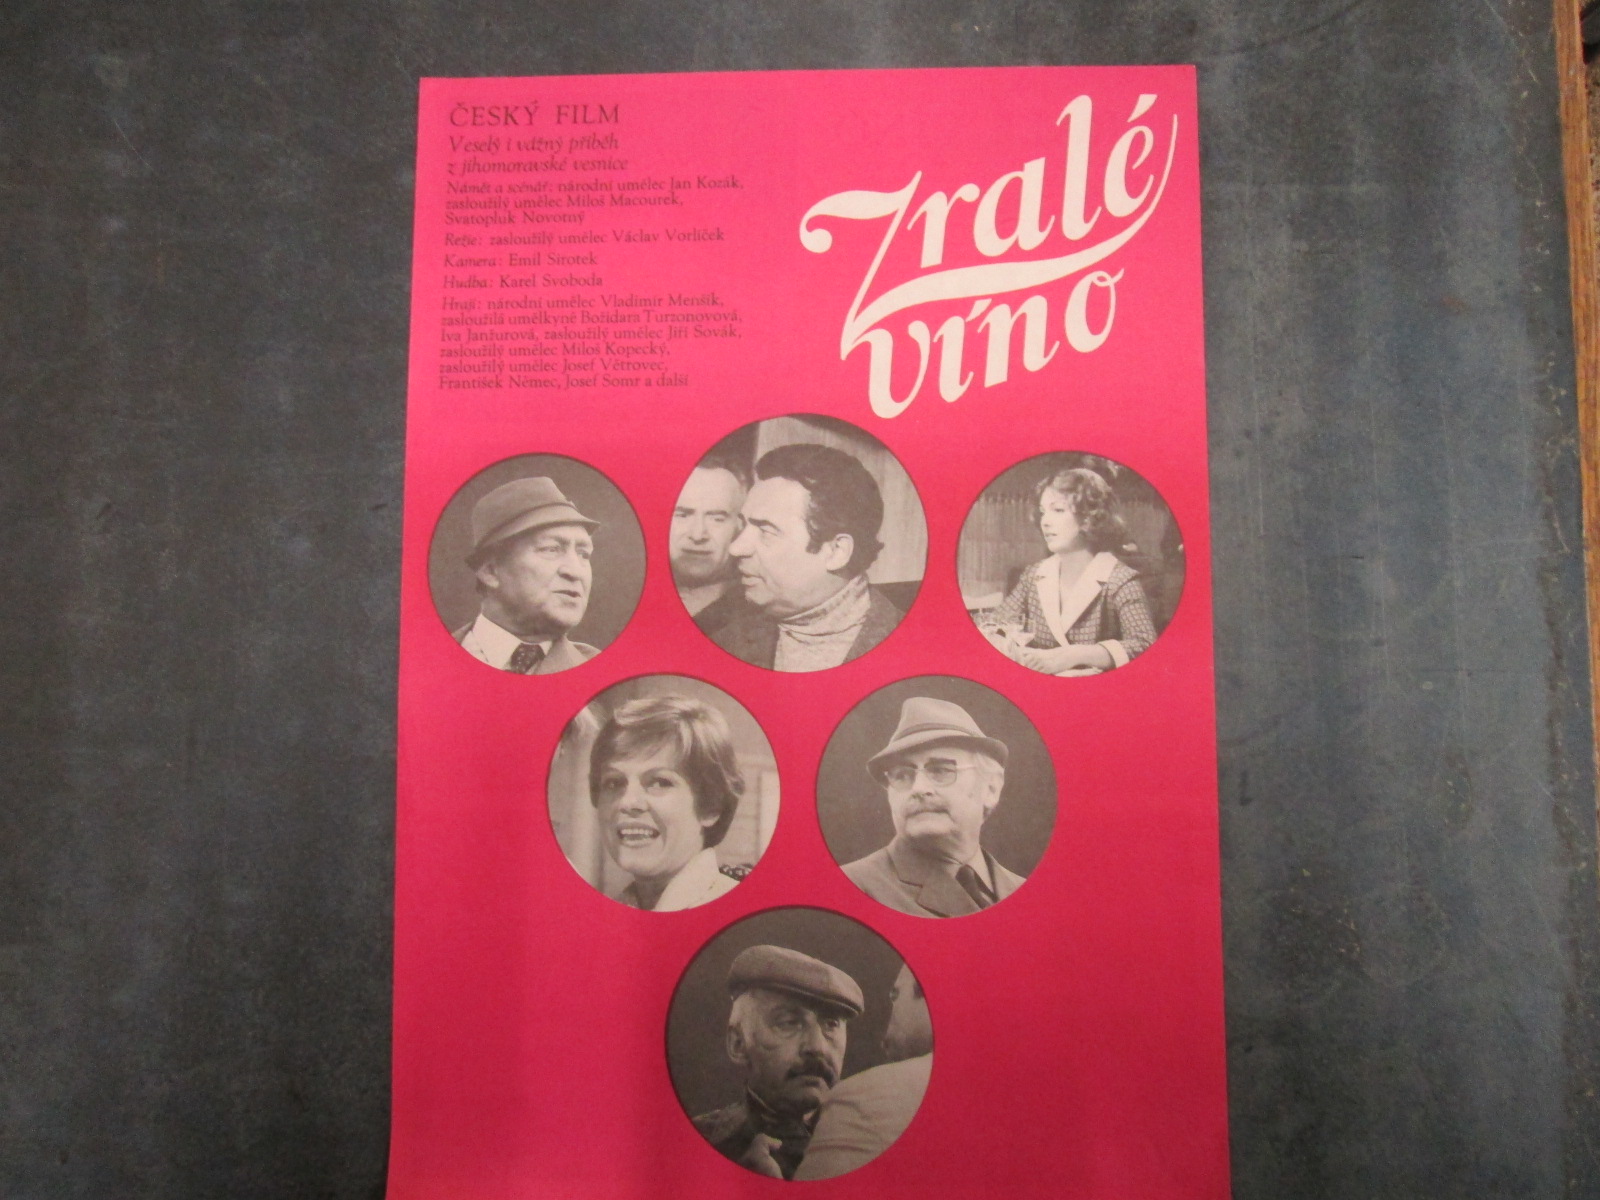 ČESKÝ FILM
Veselý i vážný příběh
z jihomoravské vesnice
Námět a scénář: národní umělec Jan Kozák,
zasloužilý umělec Miloš Macourek,
Svatopluk Novotný
Režie: zasloužilý umělec Václav Vorlíček
Kamera: Emil Sirotek
Hudba: Karel Svoboda
Hrají: národní umělec Vladimír Menšík,
zasloužilá umělkyně Božidara Turzonovová,
Iva Janžurová, zasloužilý umělec Jiří Sovák,
zasloužilý umělec Miloš Kopecký,
zasloužilý umělec Josef Větrovec,
František Němec, Josef Somr a další
Zralé
víno